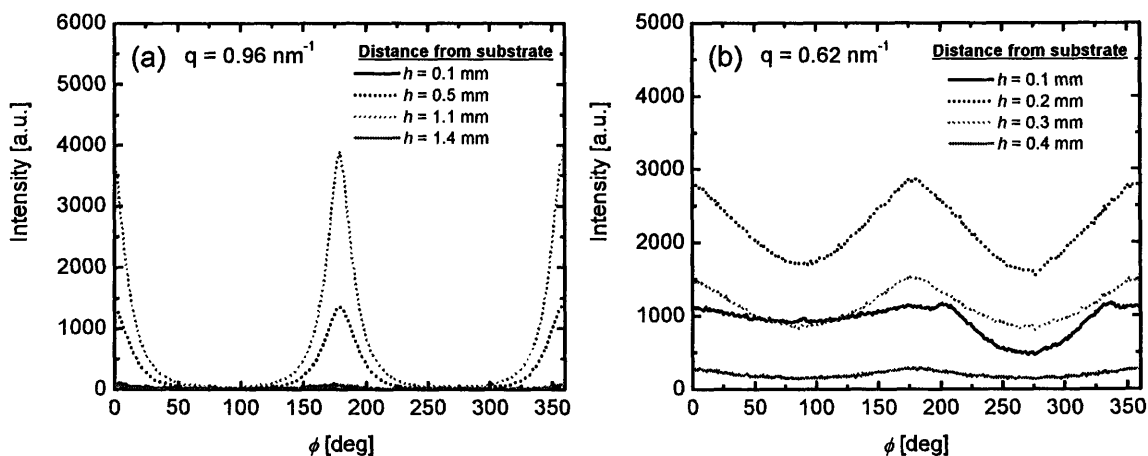 (a) q = 0.96 nm⁻¹
Distance from substrate
h = 0.1 mm
h = 0.5 mm
h = 1.1 mm
h = 1.4 mm
6000
5000
4000
3000
2000
1000
0
Intensity [a.u.]
0 50 100 150 200 250 300 350
ϕ [deg]
(b) q = 0.62 nm⁻¹
Distance from substrate
h = 0.1 mm
h = 0.2 mm
h = 0.3 mm
h = 0.4 mm
5000
4000
3000
2000
1000
0
Intensity [a.u.]
0 50 100 150 200 250 300 350
ϕ [deg]